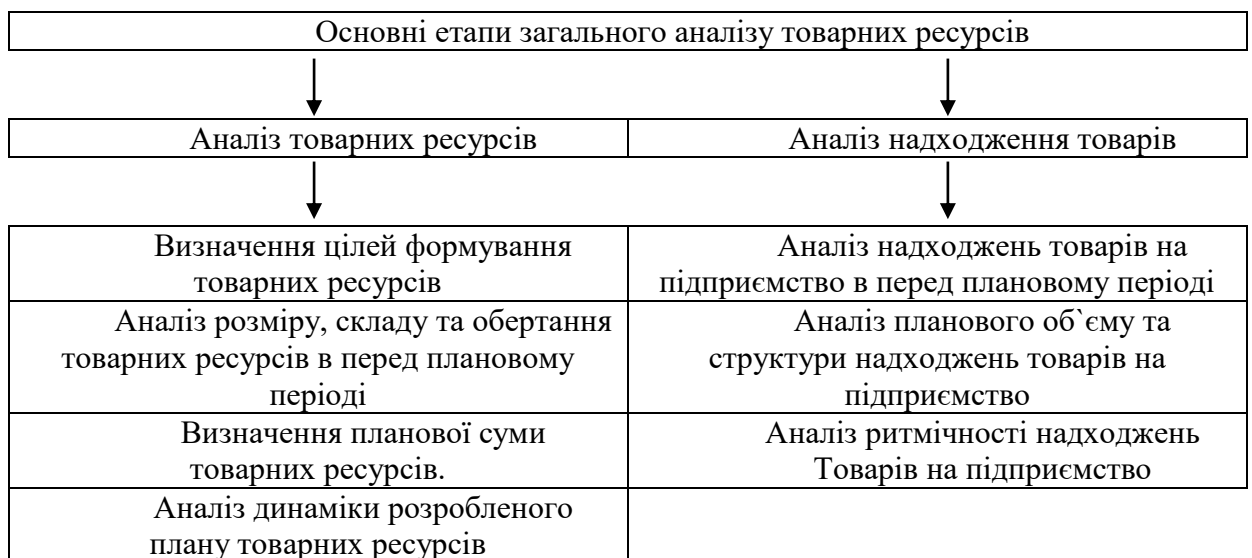 Основні етапи загального аналізу товарних ресурсів
Аналіз товарних ресурсів
Аналіз надходження товарів
Визначення цілей формування
товарних ресурсів
Аналіз надходжень товарів на
підприємство в перед плановому періоді
Аналіз розміру, складу та обертання
товарних ресурсів в перед плановому
періоді
Аналіз планового об`єму та
структури надходжень товарів на
підприємство
Визначення планової суми
товарних ресурсів.
Аналіз ритмічності надходжень
Товарів на підприємство
Аналіз динаміки розробленого
плану товарних ресурсів